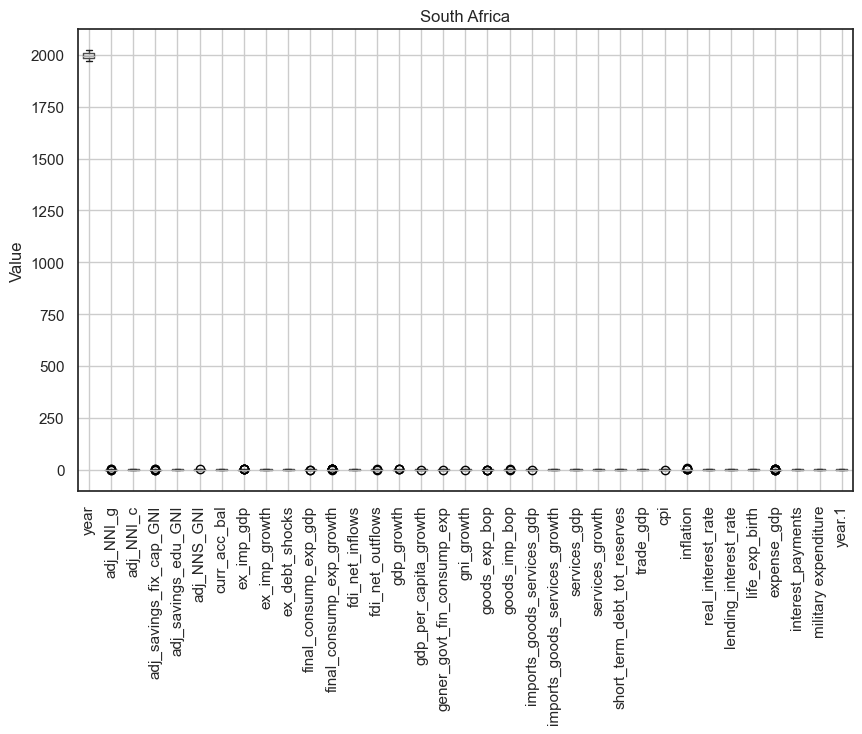 South Africa
2000
1750
1500
1250
1000
750
500
250
0
Value
year
adj_NNI_g
adj_NNI_c
adj_savings_fix_cap_GNI
adj_savings_edu_GNI
adj_NNS_GNI
curr_acc_bal
ex_imp_gdp
ex_imp_growth
ex_debt_shocks
final_consump_exp_gdp
final_consump_exp_growth
fdi_net_inflows
fdi_net_outflows
gdp_growth
gdp_per_capita_growth
gener_govt_fin_consump_exp
gni_growth
goods_exp_bop
goods_imp_bop
imports_goods_services_gdp
imports_goods_services_growth
services_gdp
services_growth
short_term_debt_tot_reserves
trade_gdp
cpi
inflation
real_interest_rate
lending_interest_rate
life_exp_birth
expense_gdp
interest_payments
military expenditure
year.1